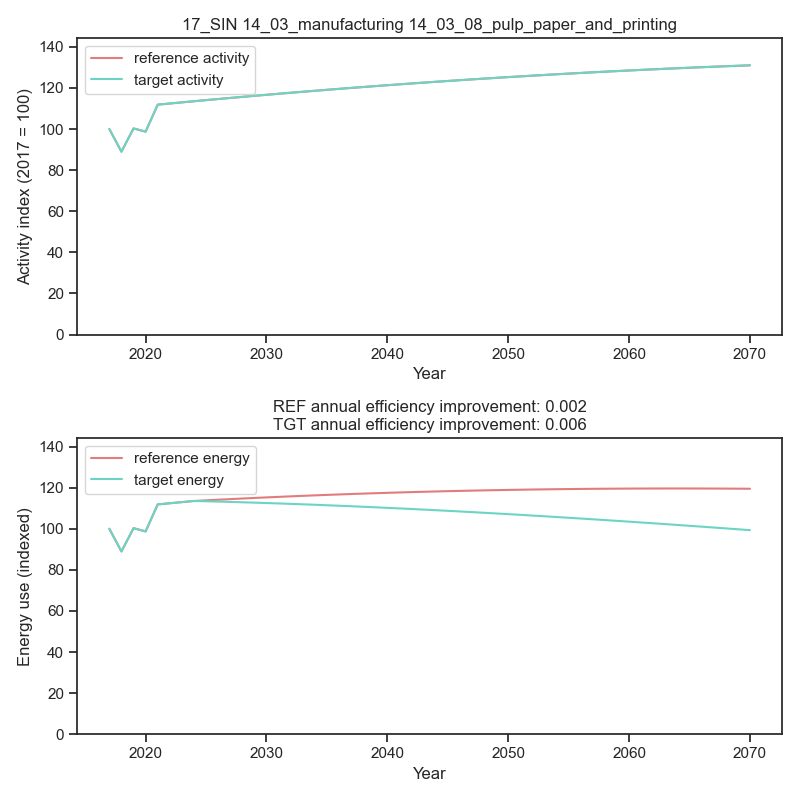 17_SIN 14_03_manufacturing 14_03_08_pulp_paper_and_printing
140
120
100
80
60
40
20
0
Activity index (2017 = 100)
reference activity
target activity
2020 2030 2040 2050 2060 2070
Year
REF annual efficiency improvement: 0.002
TGT annual efficiency improvement: 0.006
140
120
100
80
60
40
20
0
Energy use (indexed)
reference energy
target energy
2020 2030 2040 2050 2060 2070
Year